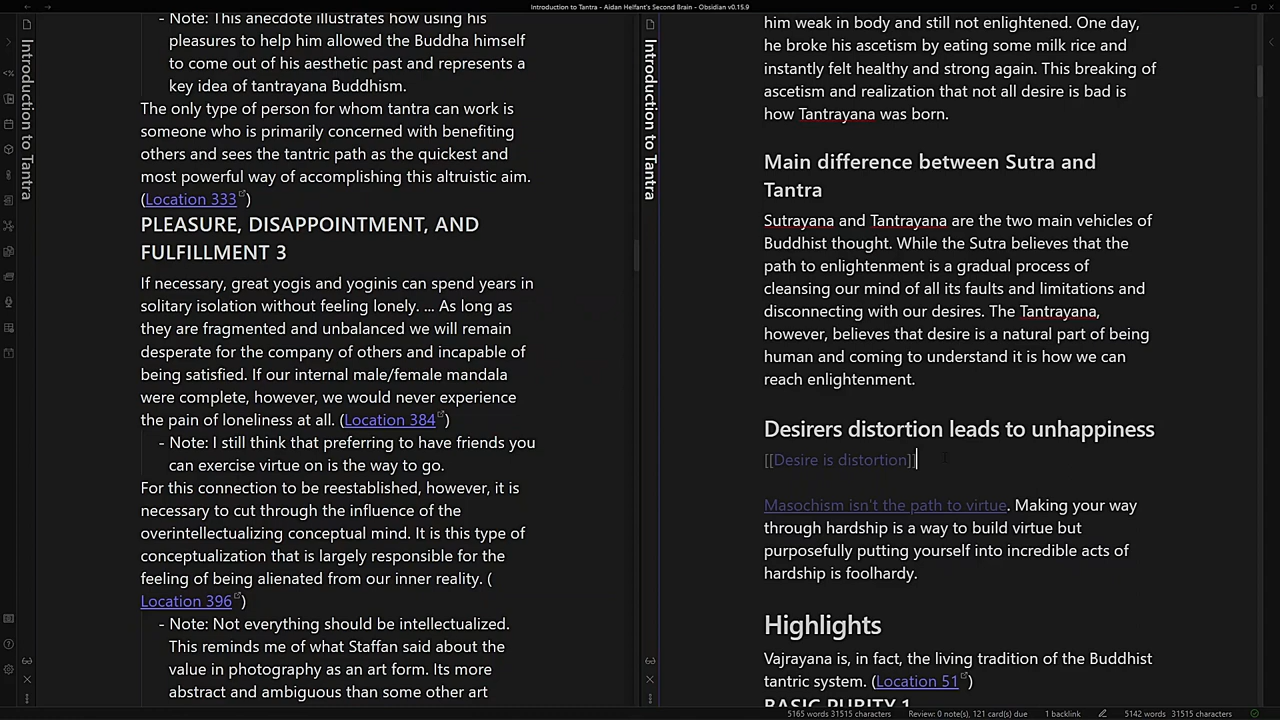 Introduction to Tantra - Aidan Helfant's Second Brain - Obsidian v0.15.9
Introduction to Tantra
- Note: This anecdote illustrates how using his
pleasures to help him allowed the Buddha himself
to come out of his aesthetic past and represents a
key idea of tantrayana Buddhism.
The only type of person for whom tantra can work is
someone who is primarily concerned with benefiting
others and sees the tantric path as the quickest and
most powerful way of accomplishing this altruistic aim.
(Location 333)
PLEASURE, DISAPPOINTMENT, AND
FULFILLMENT 3
If necessary, great yogis and yoginis can spend years in
solitary isolation without feeling lonely. ... As long as
they are fragmented and unbalanced we will remain
desperate for the company of others and incapable of
being satisfied. If our internal male/female mandala
were complete, however, we would never experience
the pain of loneliness at all. (Location 384)
- Note: I still think that preferring to have friends you
can exercise virtue on is the way to go.
For this connection to be reestablished, however, it is
necessary to cut through the influence of the
overintellectualizing conceptual mind. It is this type of
conceptualization that is largely responsible for the
feeling of being alienated from our inner reality. (
Location 396)
- Note: Not everything should be intellectualized.
This reminds me of what Staffan said about the
value in photography as an art form. Its more
abstract and ambiguous than some other art
Introduction to Tantra
him weak in body and still not enlightened. One day,
he broke his ascetism by eating some milk rice and
instantly felt healthy and strong again. This breaking of
ascetism and realization that not all desire is bad is
how Tantrayana was born.
Main difference between Sutra and
Tantra
Sutrayana and Tantrayana are the two main vehicles of
Buddhist thought. While the Sutra believes that the
path to enlightenment is a gradual process of
cleansing our mind of all its faults and limitations and
disconnecting with our desires. The Tantrayana,
however, believes that desire is a natural part of being
human and coming to understand it is how we can
reach enlightenment.
Desirers distortion leads to unhappiness
[[Desire is distortion]]
Masochism isn't the path to virtue. Making your way
through hardship is a way to build virtue but
purposefully putting yourself into incredible acts of
hardship is foolhardy.
Highlights
Vajrayana is, in fact, the living tradition of the Buddhist
tantric system. (Location 51)
BASIC PURITY 1
5165 words 31515 characters Review: 0 note(s), 121 card(s) due 1 backlink 5142 words 31515 characters